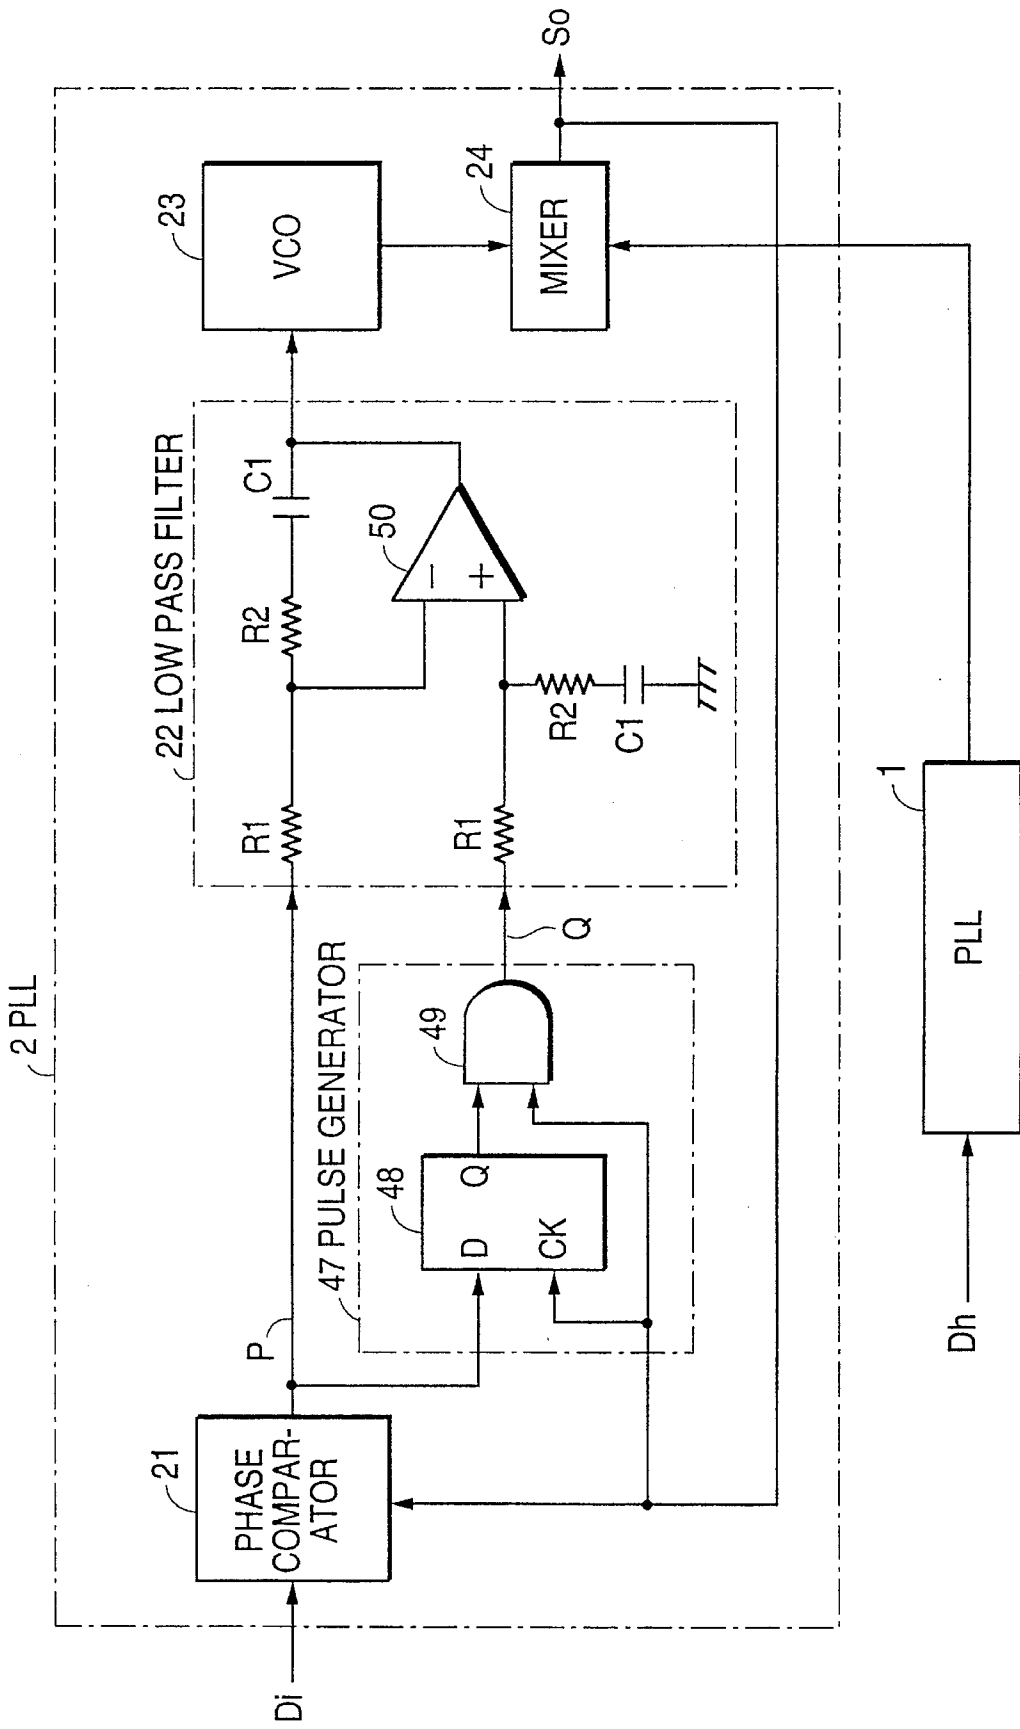 2 PLL
Di
21
PHASE
COMPAR-
ATOR
P
47 PULSE GENERATOR
48
D
Q
CK
49
Q
22 LOW PASS FILTER
R1
R2
C1
50
−
+
R1
R2
C1
23
VCO
24
MIXER
So
Dh
1
PLL